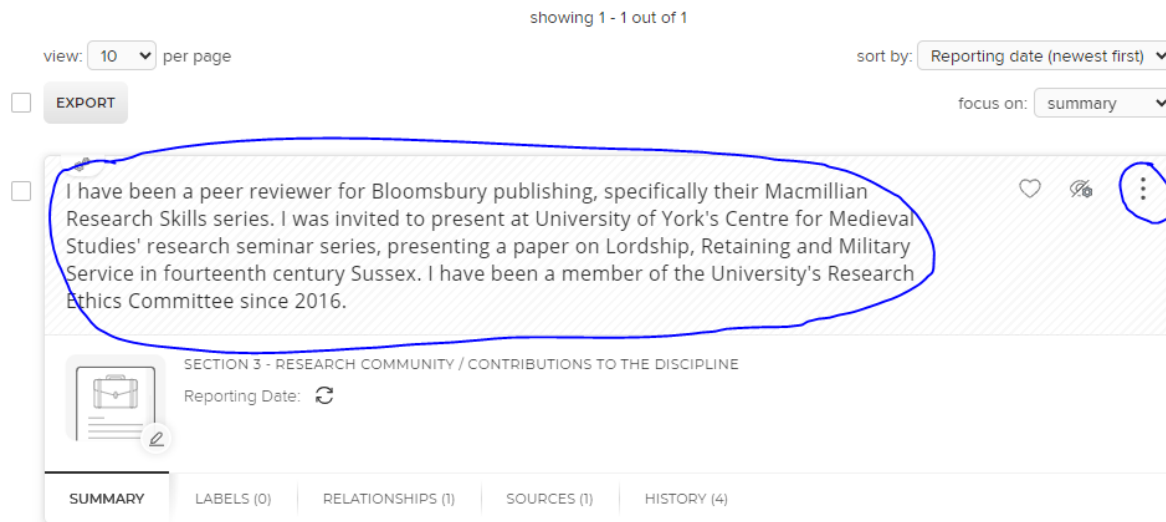 showing 1 - 1 out of 1
view: 10 per page sort by: Reporting date (newest first)
EXPORT focus on: summary
I have been a peer reviewer for Bloomsbury publishing, specifically their Macmillian
Research Skills series. I was invited to present at University of York's Centre for Medieval
Studies' research seminar series, presenting a paper on Lordship, Retaining and Military
Service in fourteenth century Sussex. I have been a member of the University's Research
Ethics Committee since 2016.
SECTION 3 - RESEARCH COMMUNITY / CONTRIBUTIONS TO THE DISCIPLINE
Reporting Date:
SUMMARY LABELS (0) RELATIONSHIPS (1) SOURCES (1) HISTORY (4)